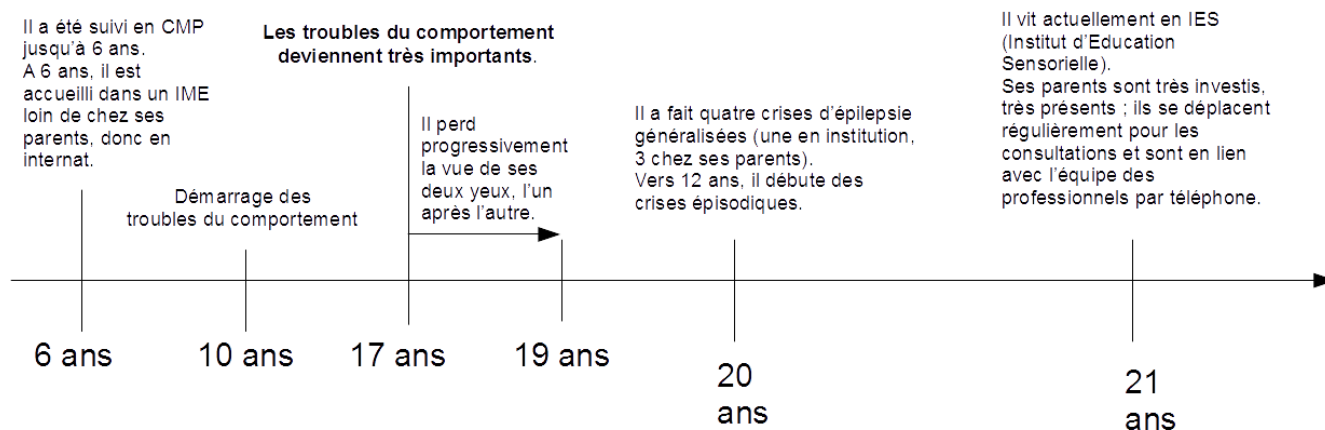 Il a été suivi en CMP
jusqu'à 6 ans.
A 6 ans, il est
accueilli dans un IME
loin de chez ses
parents, donc en
internat.
Démarrage des
troubles du comportement
Les troubles du comportement
deviennent très importants.
Il perd
progressivement
la vue de ses
deux yeux, l'un
après l'autre.
Il a fait quatre crises d'épilepsie
généralisées (une en institution,
3 chez ses parents).
Vers 12 ans, il débute des
crises épisodiques.
Il vit actuellement en IES
(Institut d'Education
Sensorielle).
Ses parents sont très investis,
très présents ; ils se déplacent
régulièrement pour les
consultations et sont en lien
avec l'équipe des
professionnels par téléphone.
6 ans
10 ans
17 ans
19 ans
20
ans
21
ans